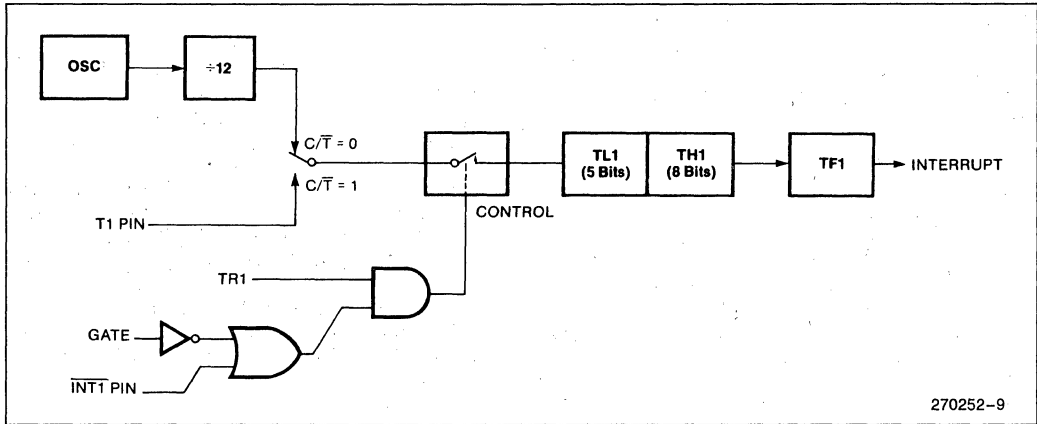 OSC
÷12
C/T̅ = 0
C/T̅ = 1
T1 PIN
CONTROL
TL1
(5 Bits)
TH1
(8 Bits)
TF1
INTERRUPT
TR1
GATE
I̅N̅T̅1̅ PIN
270252–9